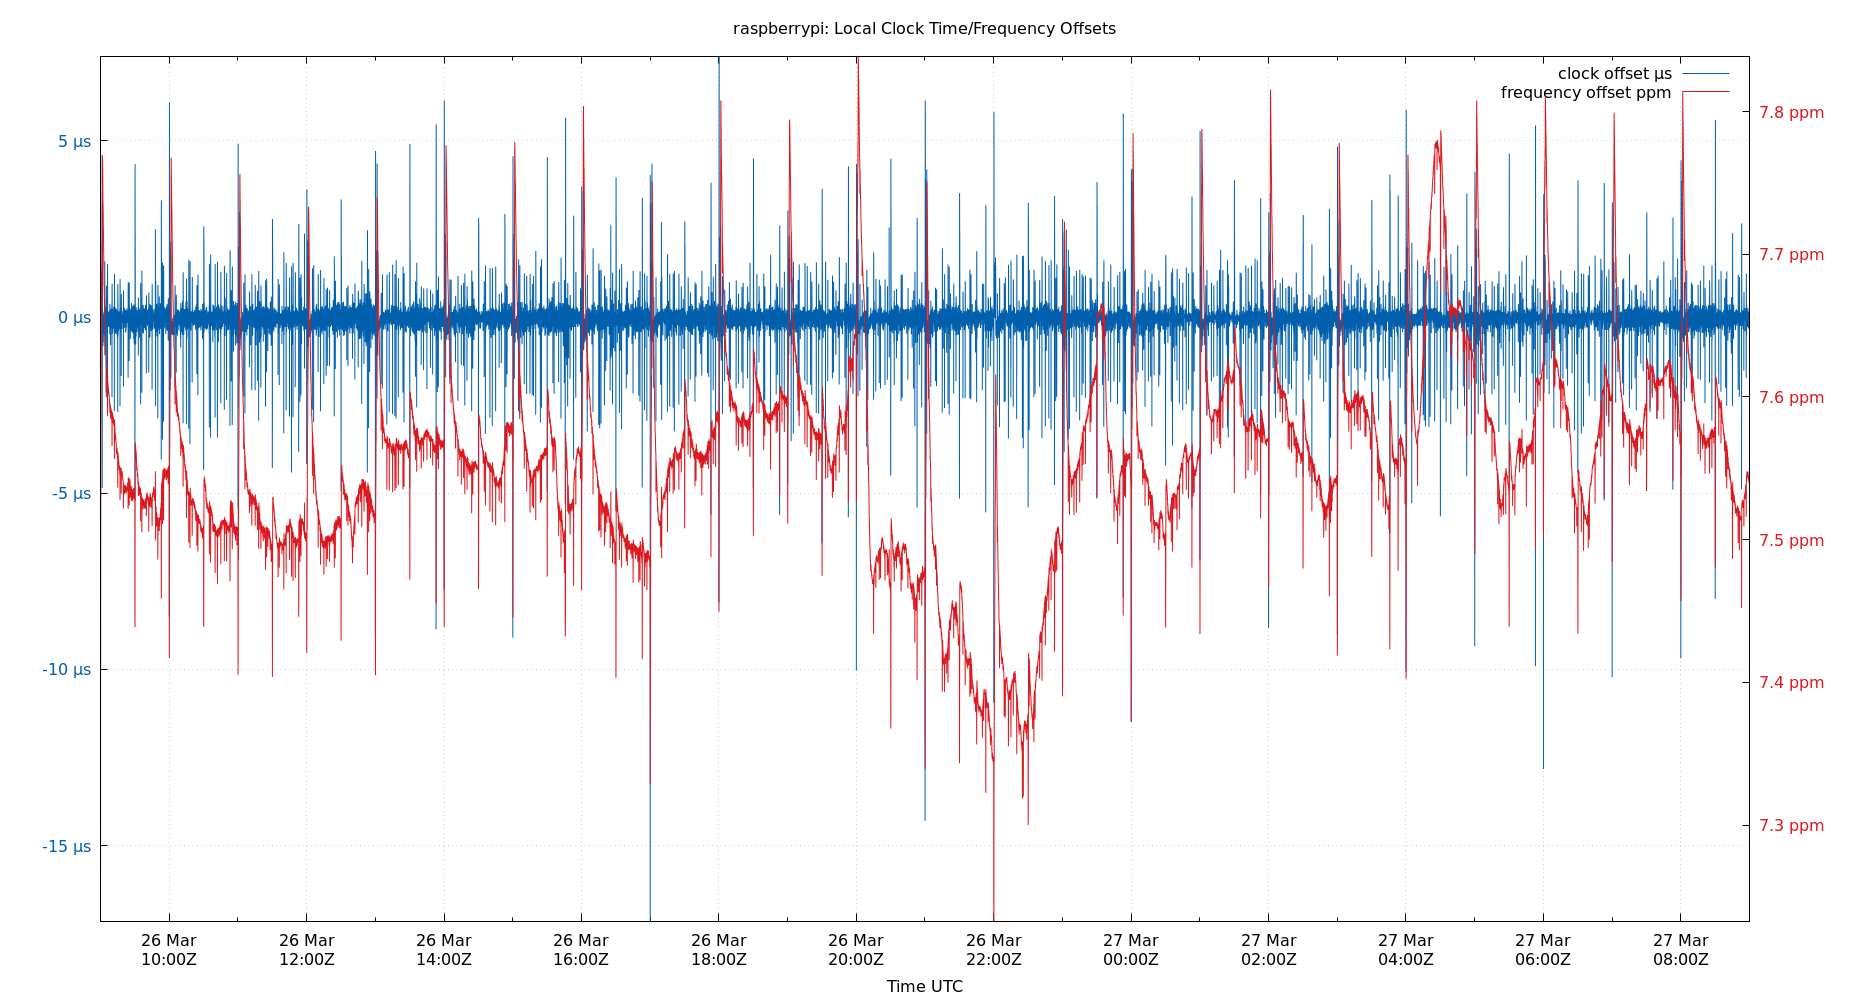 raspberrypi: Local Clock Time/Frequency Offsets
clock offset µs
frequency offset ppm
5 µs
0 µs
-5 µs
-10 µs
-15 µs
7.8 ppm
7.7 ppm
7.6 ppm
7.5 ppm
7.4 ppm
7.3 ppm
26 Mar 26 Mar 26 Mar 26 Mar 26 Mar 26 Mar 26 Mar 27 Mar 27 Mar 27 Mar 27 Mar 27 Mar
10:00Z 12:00Z 14:00Z 16:00Z 18:00Z 20:00Z 22:00Z 00:00Z 02:00Z 04:00Z 06:00Z 08:00Z
Time UTC